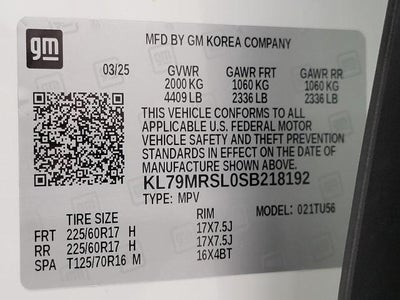 gm
MFD BY GM KOREA COMPANY
03/25 GVWR GAWR FRT GAWR RR
2000 KG 1060 KG 1060 KG
4409 LB 2336 LB 2336 LB
THIS VEHICLE CONFORMS TO ALL
APPLICABLE U.S. FEDERAL MOTOR
VEHICLE SAFETY AND THEFT PREVENTION
STANDARDS IN EFFECT ON THE DATE OF
MANUFACTURE SHOWN ABOVE.
KL79MRSL0SB218192
TYPE: MPV
TIRE SIZE RIM MODEL: 021TU56
FRT 225/60R17 H 17X7.5J
RR 225/60R17 H 17X7.5J
SPA T125/70R16 M 16X4BT